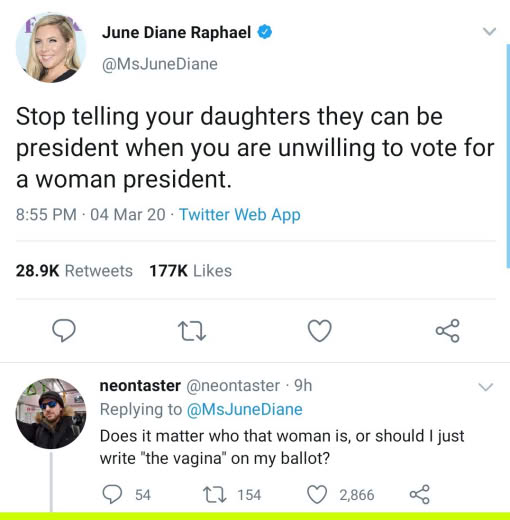 June Diane Raphael
@MsJuneDiane
Stop telling your daughters they can be
president when you are unwilling to vote for
a woman president.
8:55 PM · 04 Mar 20 · Twitter Web App
28.9K Retweets 177K Likes
neontaster @neontaster · 9h
Replying to @MsJuneDiane
Does it matter who that woman is, or should I just
write "the vagina" on my ballot?
54 154 2,866